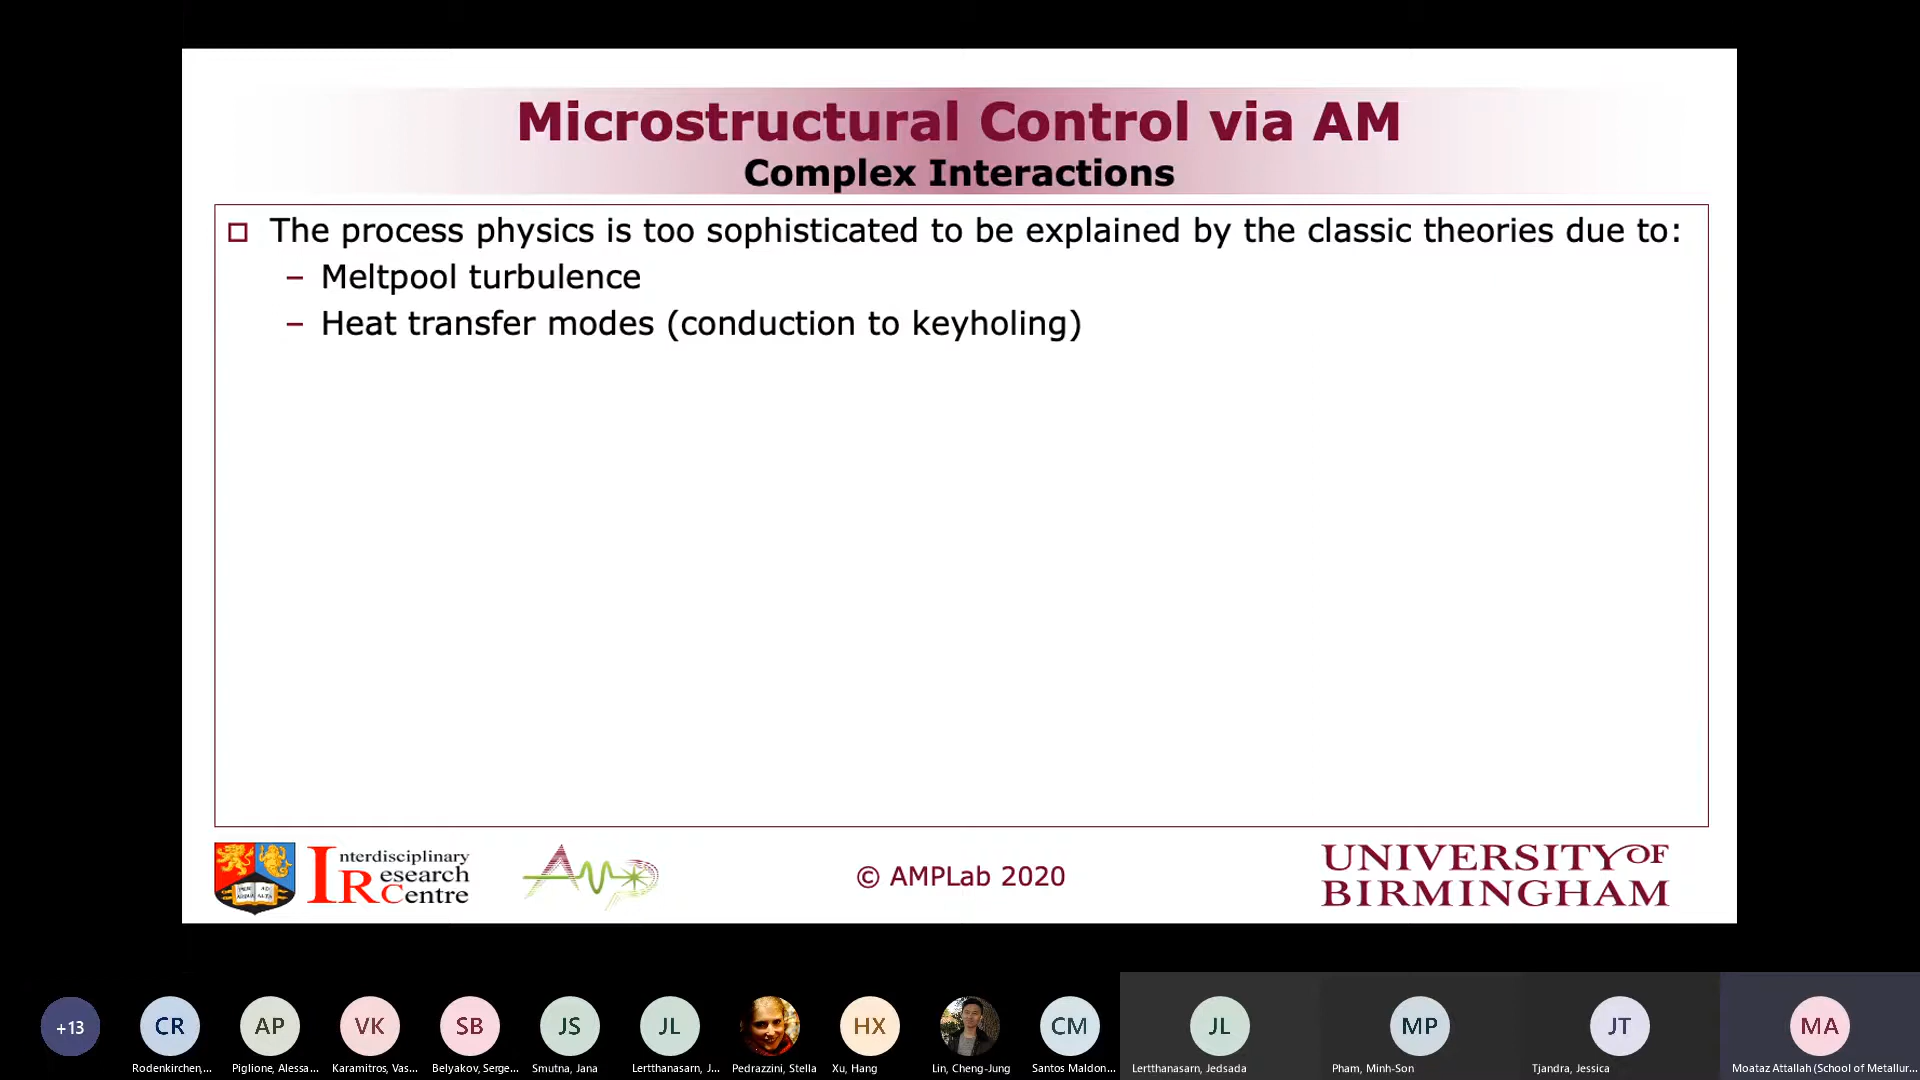 Microstructural Control via AM
Complex Interactions
The process physics is too sophisticated to be explained by the classic theories due to:
– Meltpool turbulence
– Heat transfer modes (conduction to keyholing)
Interdisciplinary
Research
Centre
© AMPLab 2020
UNIVERSITY OF
BIRMINGHAM
+13
CR
AP
VK
SB
JS
JL
HX
CM
JL
MP
JT
MA
Rodenkirchen,...
Piglione, Alessa...
Karamitros, Vas...
Belyakov, Serge...
Smutna, Jana
Lertthanasarn, J...
Pedrazzini, Stella
Xu, Hang
Lin, Cheng-Jung
Santos Maldon...
Lertthanasarn, Jedsada
Pham, Minh-Son
Tjandra, Jessica
Moataz Attallah (School of Metallur...